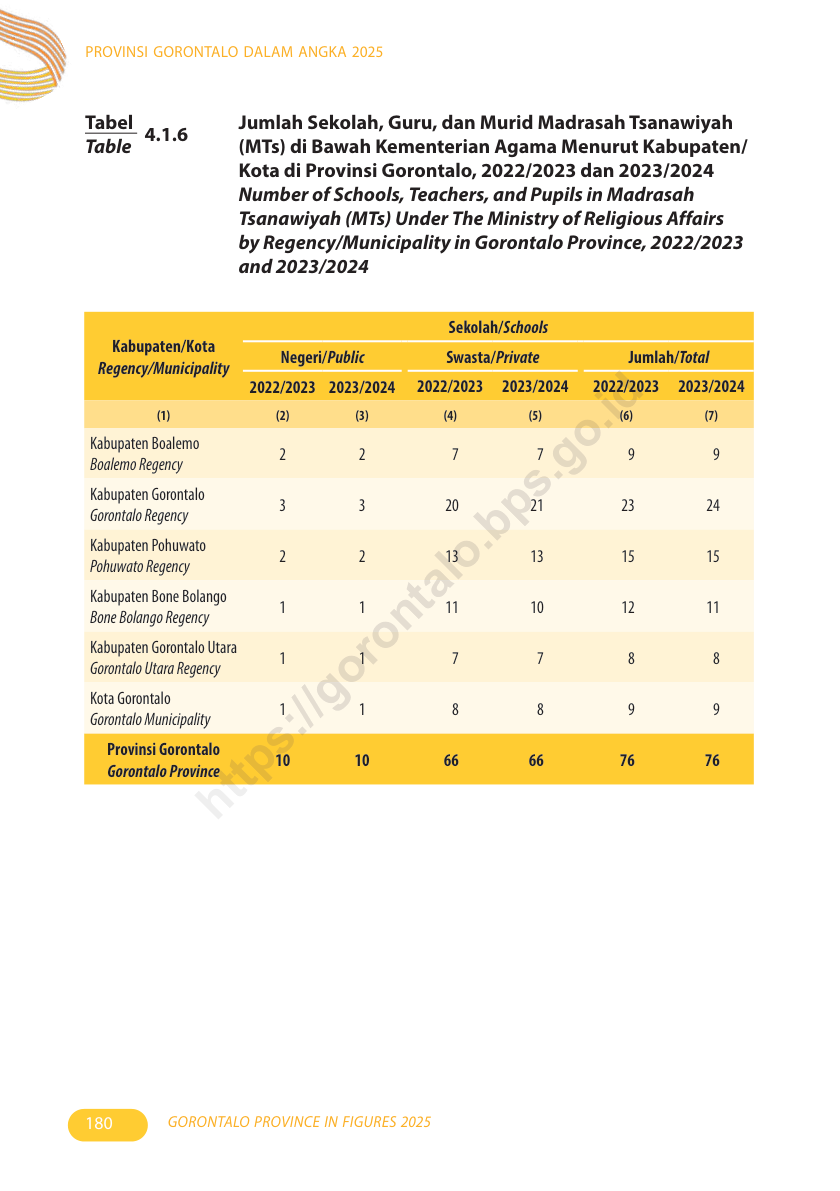 PROVINSI GORONTALO DALAM ANGKA 2025
Tabel
Table
4.1.6
Jumlah Sekolah, Guru, dan Murid Madrasah Tsanawiyah
(MTs) di Bawah Kementerian Agama Menurut Kabupaten/
Kota di Provinsi Gorontalo, 2022/2023 dan 2023/2024
Number of Schools, Teachers, and Pupils in Madrasah
Tsanawiyah (MTs) Under The Ministry of Religious Affairs
by Regency/Municipality in Gorontalo Province, 2022/2023
and 2023/2024
Kabupaten/Kota
Regency/Municipality
Sekolah/Schools
Negeri/Public Swasta/Private Jumlah/Total
2022/2023 2023/2024 2022/2023 2023/2024 2022/2023 2023/2024
(1) (2) (3) (4) (5) (6) (7)
Kabupaten Boalemo
Boalemo Regency
2 2 7 7 9 9
Kabupaten Gorontalo
Gorontalo Regency
3 3 20 21 23 24
Kabupaten Pohuwato
Pohuwato Regency
2 2 13 13 15 15
Kabupaten Bone Bolango
Bone Bolango Regency
1 1 11 10 12 11
Kabupaten Gorontalo Utara
Gorontalo Utara Regency
1 1 7 7 8 8
Kota Gorontalo
Gorontalo Municipality
1 1 8 8 9 9
Provinsi Gorontalo
Gorontalo Province
10 10 66 66 76 76
https://gorontalo.bps.go.id
180
GORONTALO PROVINCE IN FIGURES 2025